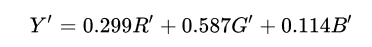 Y′ = 0.299R′ + 0.587G′ + 0.114B′